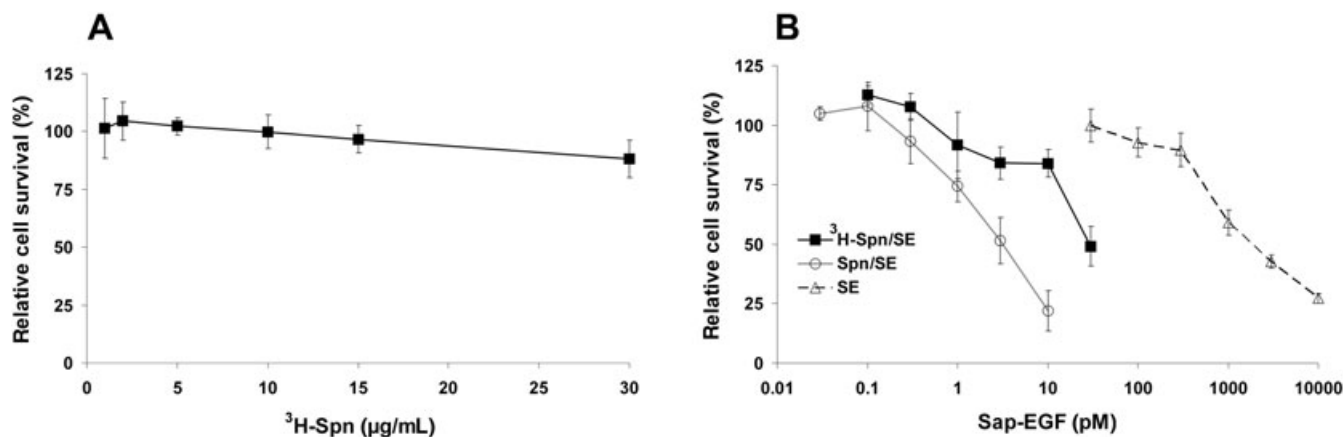 A
Relative cell survival (%)
125
100
75
50
25
0
0
5
10
15
20
25
30
³H-Spn (μg/mL)
B
Relative cell survival (%)
125
100
75
50
25
0
³H-Spn/SE
Spn/SE
SE
0.01
0.1
1
10
100
1000
10000
Sap-EGF (pM)